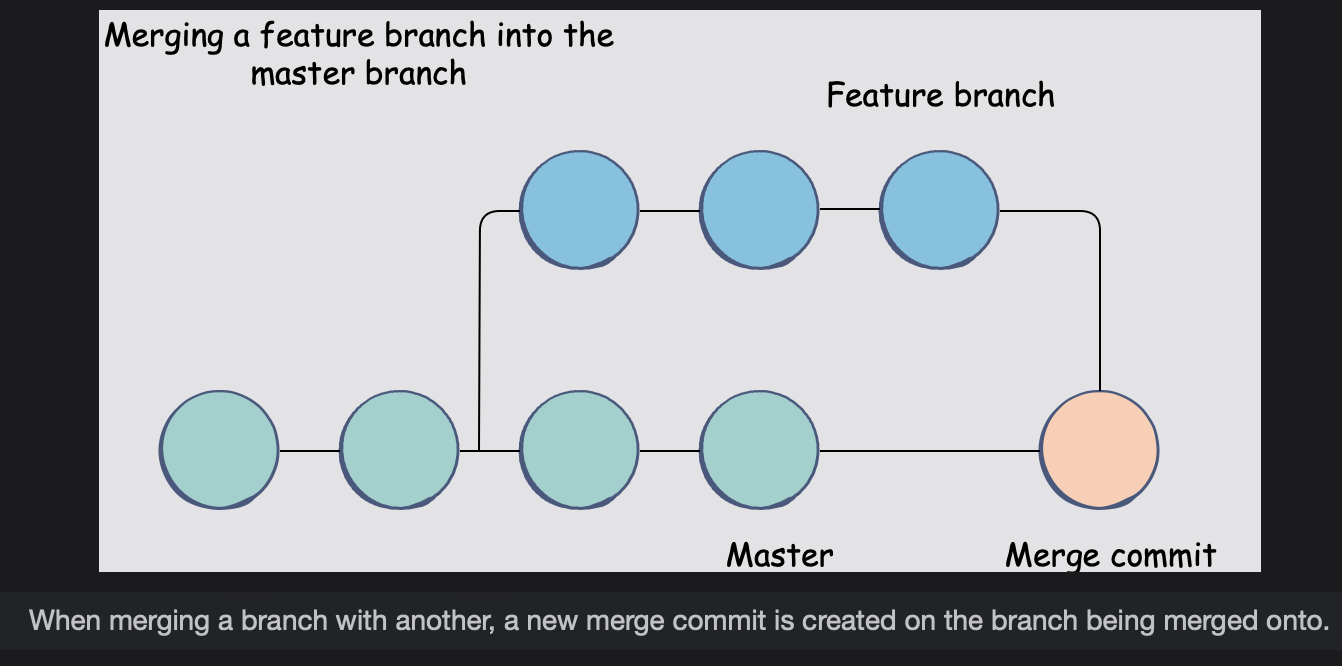 Merging a feature branch into the
master branch
Feature branch
Master
Merge commit
When merging a branch with another, a new merge commit is created on the branch being merged onto.